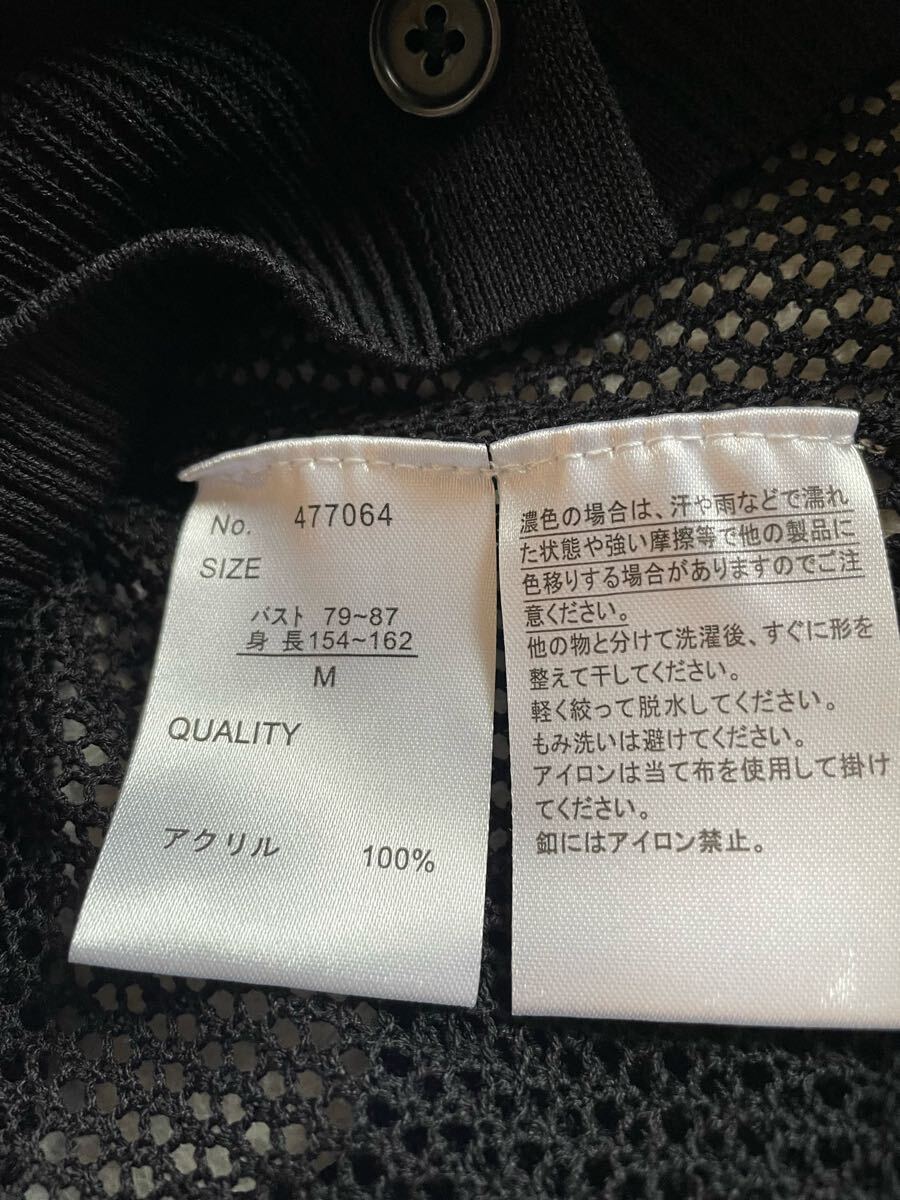 No. 477064
SIZE
バスト 79~87
身 長154~162
M
QUALITY
アクリル 100%
濃色の場合は、汗や雨などで濡れ
た状態や強い摩擦等で他の製品に
色移りする場合がありますのでご注
意ください。
他の物と分けて洗濯後、すぐに形を
整えて干してください。
軽く絞って脱水してください。
もみ洗いは避けてください。
アイロンは当て布を使用して掛け
てください。
釦にはアイロン禁止。